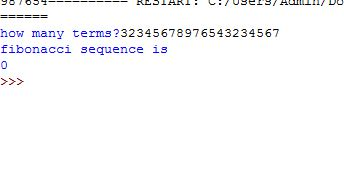 987654========== RESTART: C:/Users/Admin/Do
======
how many terms?32345678976543234567
fibonacci sequence is
0
>>>